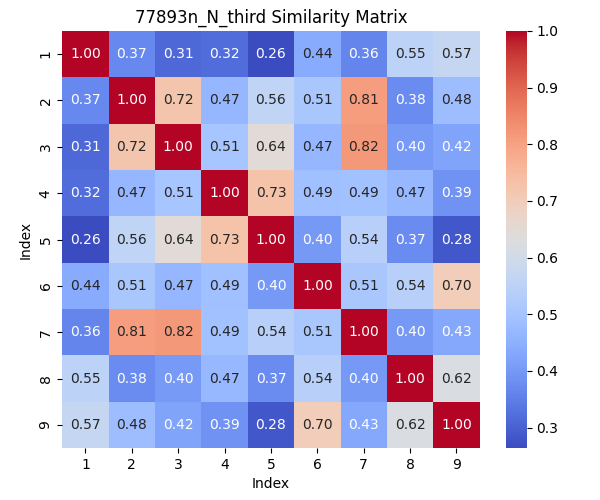 77893n_N_third Similarity Matrix
1 1.00 0.37 0.31 0.32 0.26 0.44 0.36 0.55 0.57
2 0.37 1.00 0.72 0.47 0.56 0.51 0.81 0.38 0.48
3 0.31 0.72 1.00 0.51 0.64 0.47 0.82 0.40 0.42
4 0.32 0.47 0.51 1.00 0.73 0.49 0.49 0.47 0.39
5 0.26 0.56 0.64 0.73 1.00 0.40 0.54 0.37 0.28
6 0.44 0.51 0.47 0.49 0.40 1.00 0.51 0.54 0.70
7 0.36 0.81 0.82 0.49 0.54 0.51 1.00 0.40 0.43
8 0.55 0.38 0.40 0.47 0.37 0.54 0.40 1.00 0.62
9 0.57 0.48 0.42 0.39 0.28 0.70 0.43 0.62 1.00
1 2 3 4 5 6 7 8 9
Index
Index
1.0
0.9
0.8
0.7
0.6
0.5
0.4
0.3